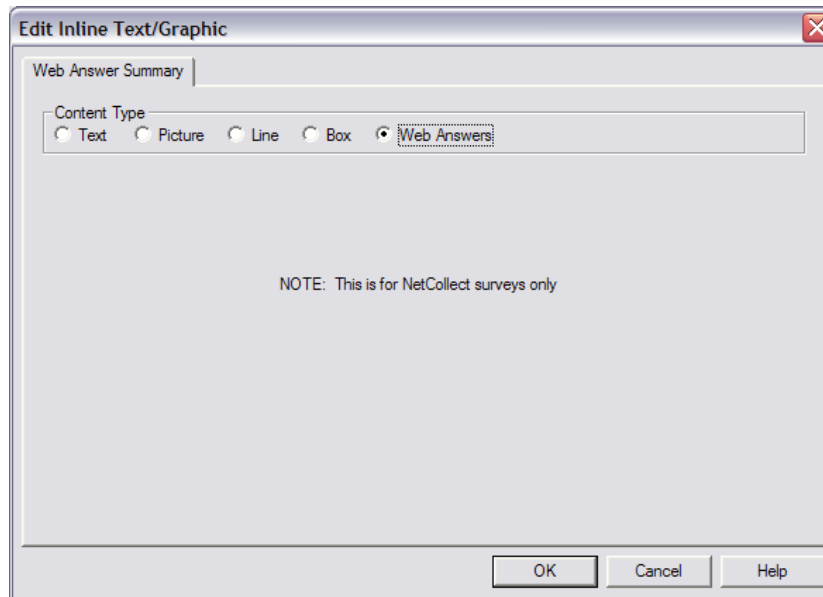 Edit Inline Text/Graphic
Web Answer Summary
Content Type
Text Picture Line Box Web Answers
NOTE: This is for NetCollect surveys only
OK Cancel Help